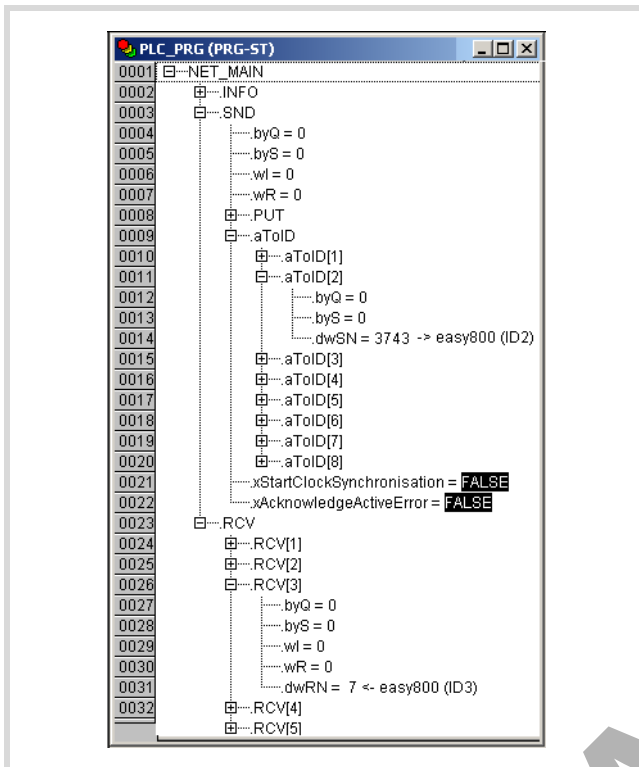 PLC_PRG (PRG-ST)
0001 NET_MAIN
0002 .INFO
0003 .SND
0004 .byQ = 0
0005 .byS = 0
0006 .wI = 0
0007 .wR = 0
0008 .PUT
0009 .aToID
0010 .aToID[1]
0011 .aToID[2]
0012 .byQ = 0
0013 .byS = 0
0014 .dwSN = 3743 -> easy800 (ID2)
0015 .aToID[3]
0016 .aToID[4]
0017 .aToID[5]
0018 .aToID[6]
0019 .aToID[7]
0020 .aToID[8]
0021 .xStartClockSynchronisation = FALSE
0022 .xAcknowledgeActiveError = FALSE
0023 .RCV
0024 .RCV[1]
0025 .RCV[2]
0026 .RCV[3]
0027 .byQ = 0
0028 .byS = 0
0029 .wI = 0
0030 .wR = 0
0031 .dwRN = 7 <- easy800 (ID3)
0032 .RCV[4]
.RCV[5]